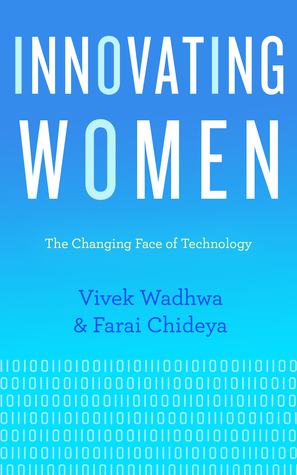 INNOVATING
WOMEN
The Changing Face of Technology
Vivek Wadhwa
& Farai Chideya